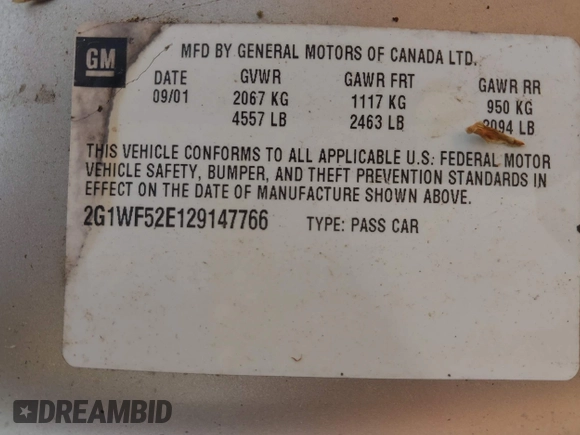 GM
MFD BY GENERAL MOTORS OF CANADA LTD.
DATE GVWR GAWR FRT GAWR RR
09/01 2067 KG 1117 KG 950 KG
4557 LB 2463 LB 2094 LB
THIS VEHICLE CONFORMS TO ALL APPLICABLE U.S. FEDERAL MOTOR
VEHICLE SAFETY, BUMPER, AND THEFT PREVENTION STANDARDS IN
EFFECT ON THE DATE OF MANUFACTURE SHOWN ABOVE.
2G1WF52E129147766 TYPE: PASS CAR
DREAMBID